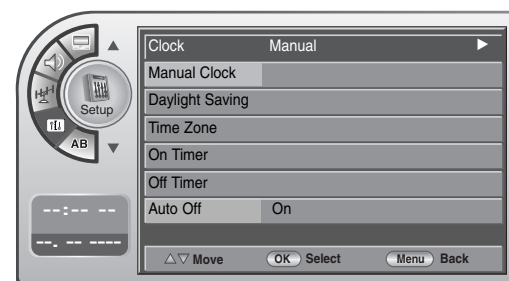 Clock Manual
Manual Clock
Daylight Saving
Time Zone
On Timer
Off Timer
Auto Off On
Setup
AB
--:-- --
--. -- ----
△▽ Move OK Select Menu Back